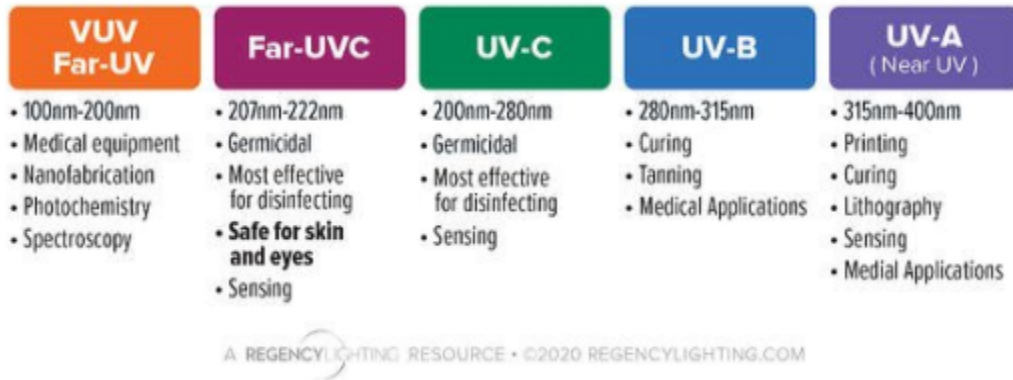 VUV
Far-UV
• 100nm-200nm
• Medical equipment
• Nanofabrication
• Photochemistry
• Spectroscopy
Far-UVC
• 207nm-222nm
• Germicidal
• Most effective
for disinfecting
• Safe for skin
and eyes
• Sensing
UV-C
• 200nm-280nm
• Germicidal
• Most effective
for disinfecting
• Sensing
UV-B
• 280nm-315nm
• Curing
• Tanning
• Medical Applications
UV-A
( Near UV )
• 315nm-400nm
• Printing
• Curing
• Lithography
• Sensing
• Medial Applications
A REGENCYLIGHTING RESOURCE • ©2020 REGENCYLIGHTING.COM